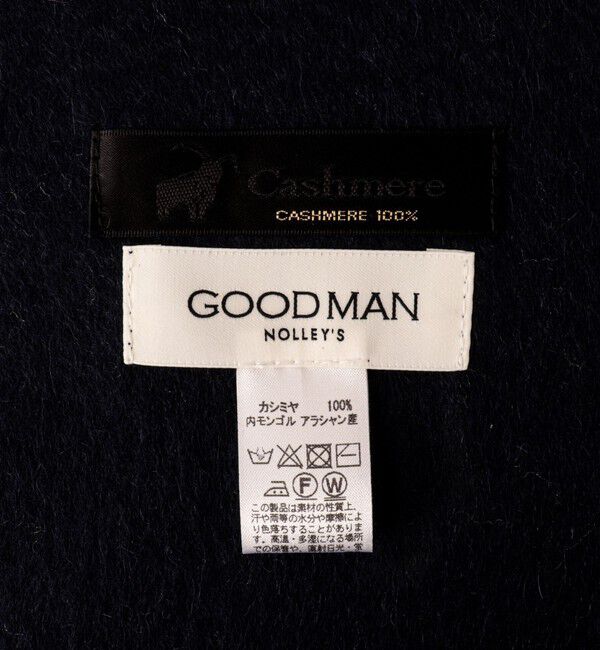 Cashmere
CASHMERE 100%
GOODMAN
NOLLEY'S
カシミヤ 100%
内モンゴル アラシャン産
F W
この製品は素材の性質上、
汗や雨等の水分や摩擦によ
り色落ちすることがありま
す。高温・多湿になる場所
での保管や、直射日光・蛍